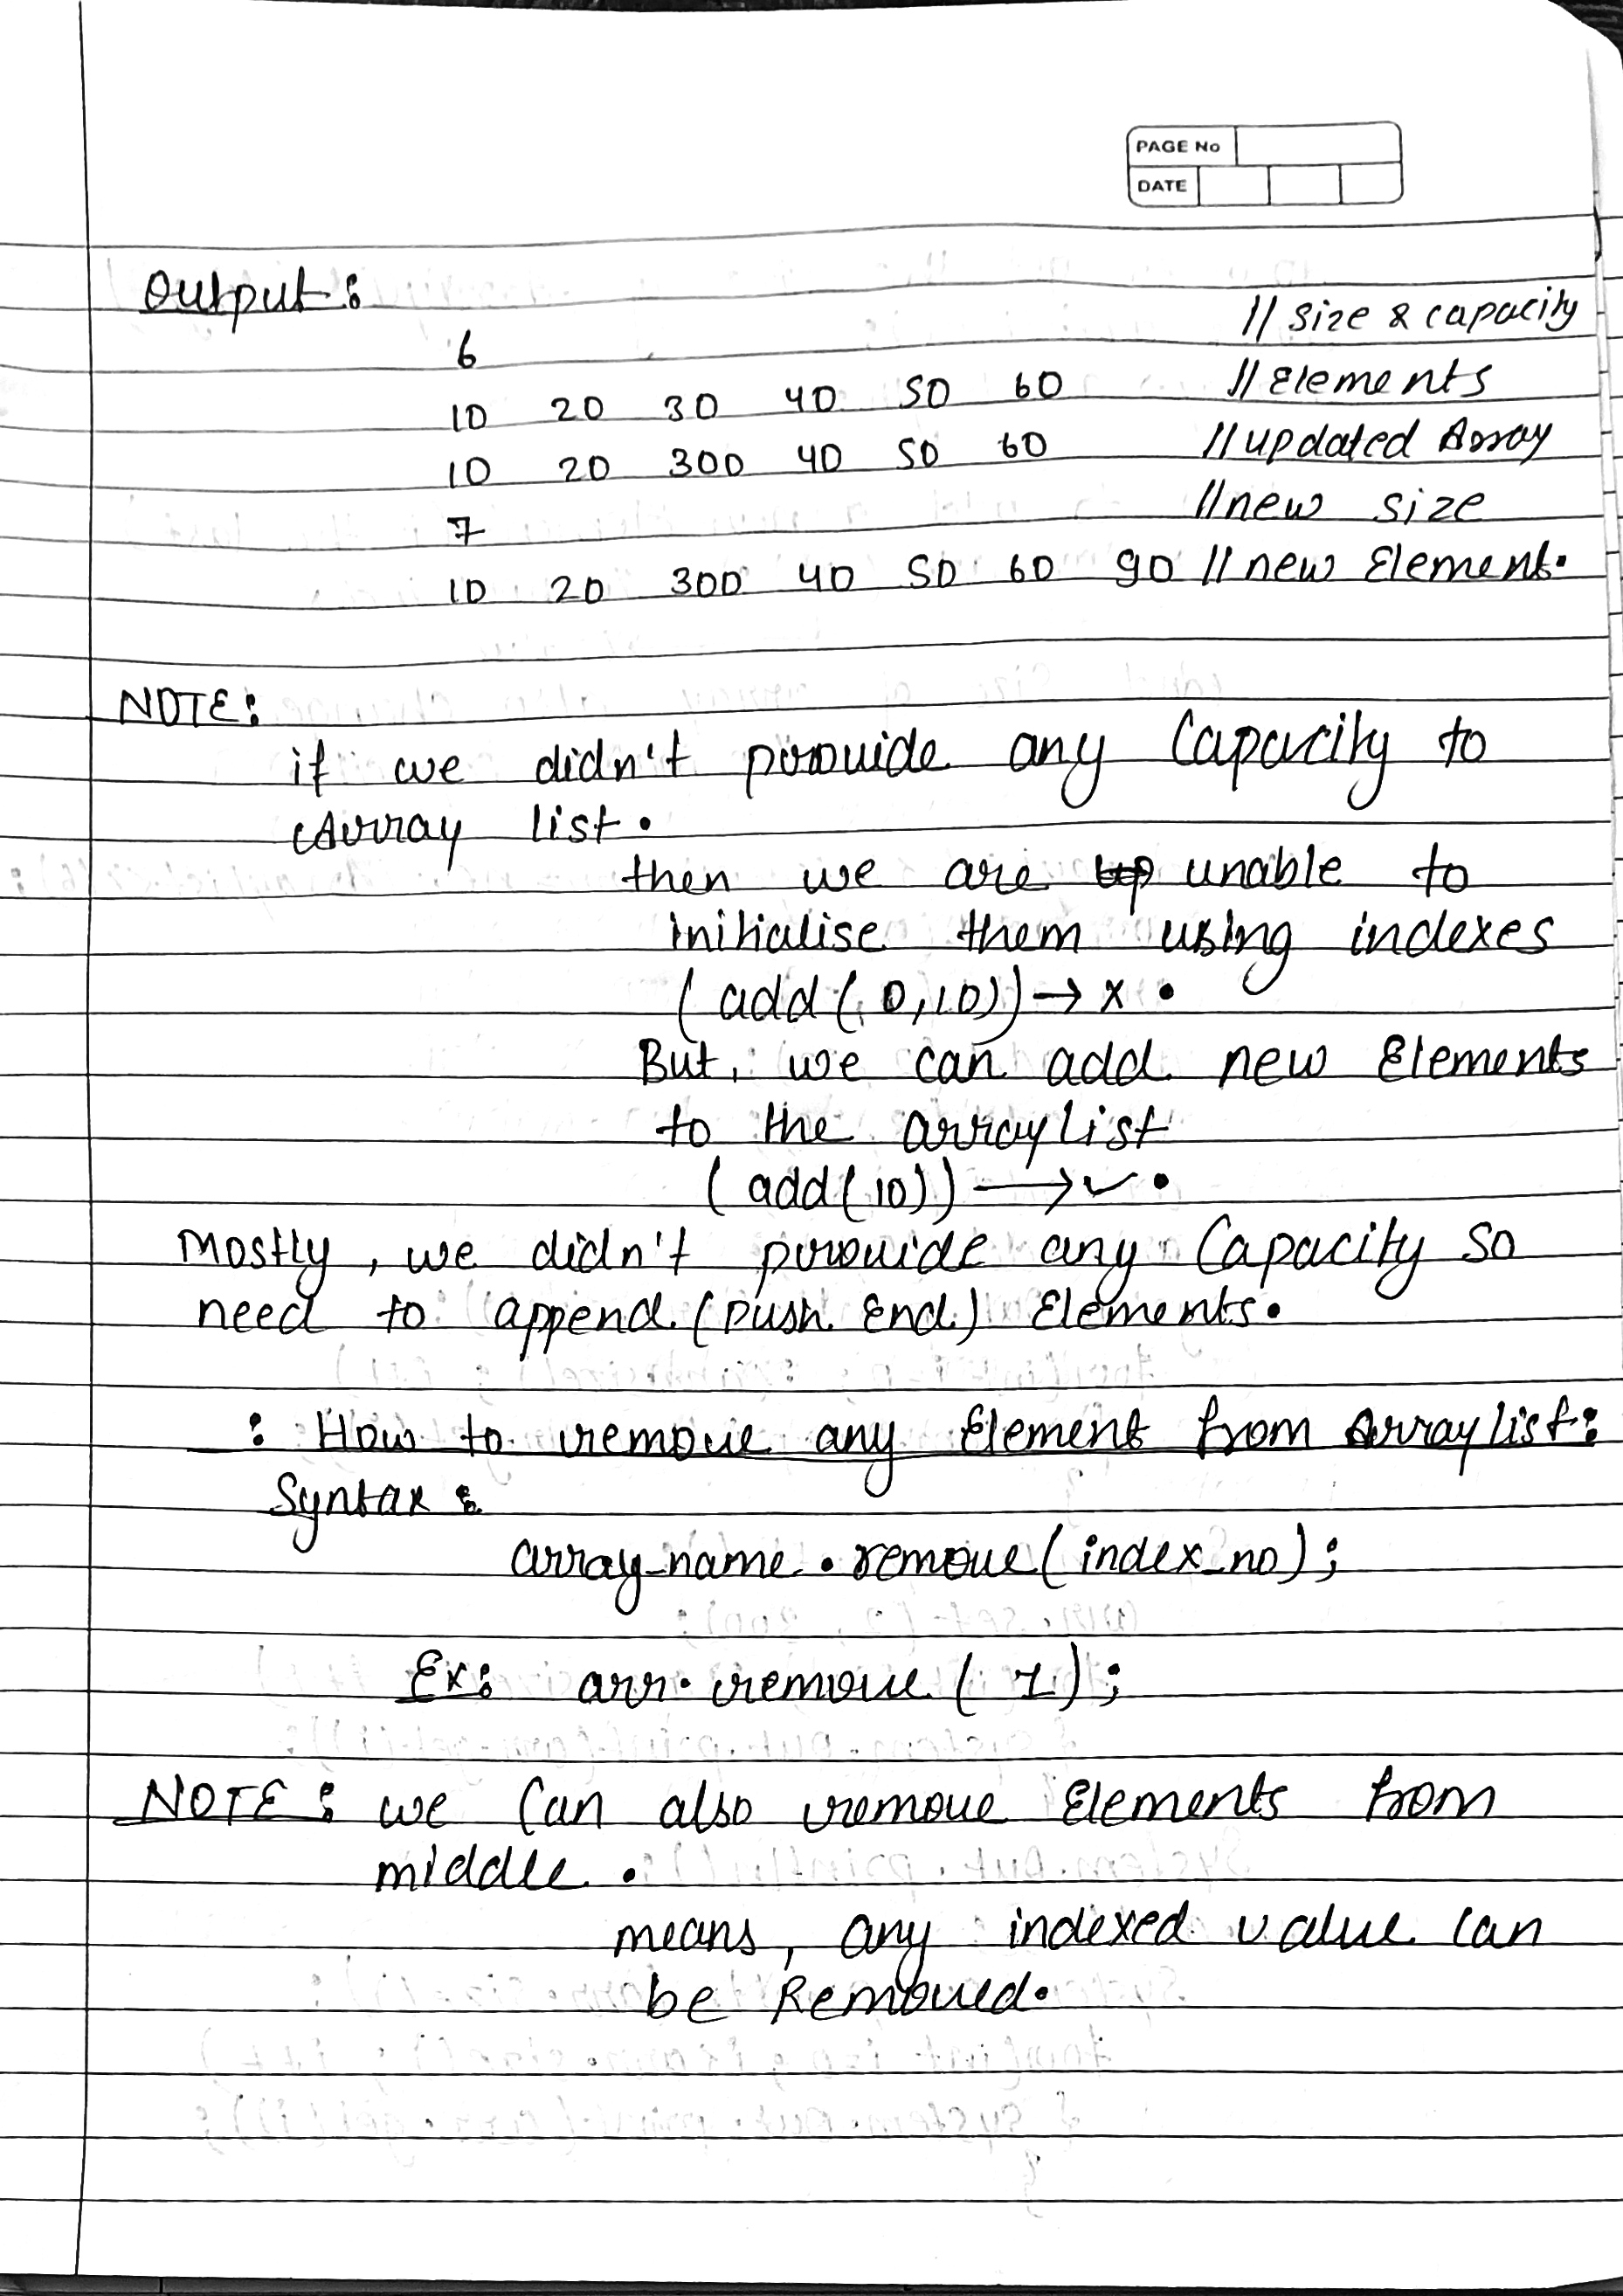 PAGE No
DATE
Output:
6 // size & capacity
10 20 30 40 50 60 // Elements
10 20 300 40 50 60 // updated Array
7 // new size
10 20 300 40 50 60 90 // new Element.
NOTE:
if we didn't provide any Capacity to
Array list.
then we are unable to
initialise them using indexes
( add ( 0,10)) → x .
But, we can add new Elements
to the arraylist
( add ( 10)) → ✓ .
Mostly, we didn't provide any Capacity so
need to append (push End) Elements.
: How to remove any Element from Arraylist:
Syntax :
array_name . remove ( index_no ) ;
Ex: arr. remove ( 1 ) ;
NOTE : we Can also remove Elements from
middle .
means, any indexed value Can
be Removed.